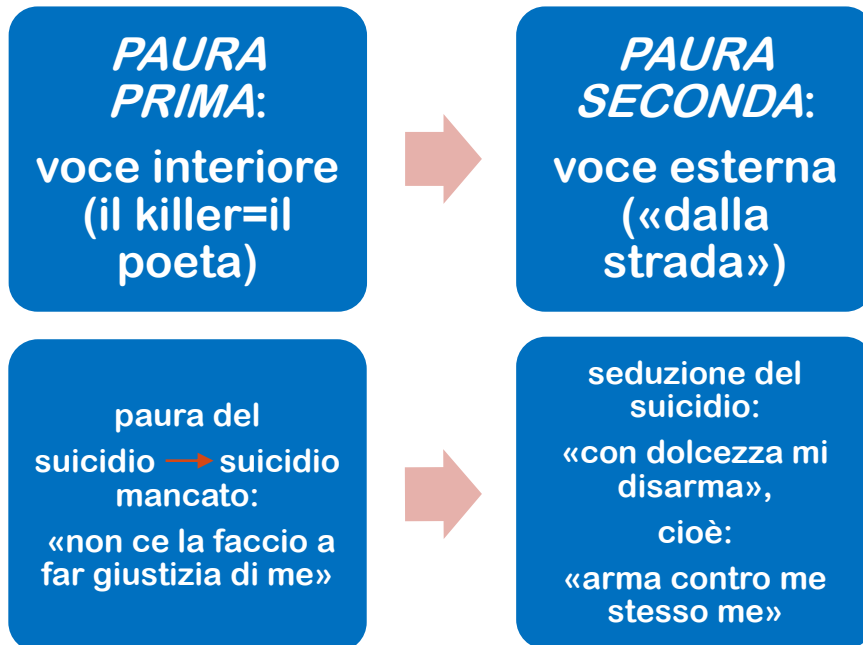 PAURA
PRIMA:
voce interiore
(il killer=il
poeta)
PAURA
SECONDA:
voce esterna
(«dalla
strada»)
paura del
suicidio → suicidio
mancato:
«non ce la faccio a
far giustizia di me»
seduzione del
suicidio:
«con dolcezza mi
disarma»,
cioè:
«arma contro me
stesso me»